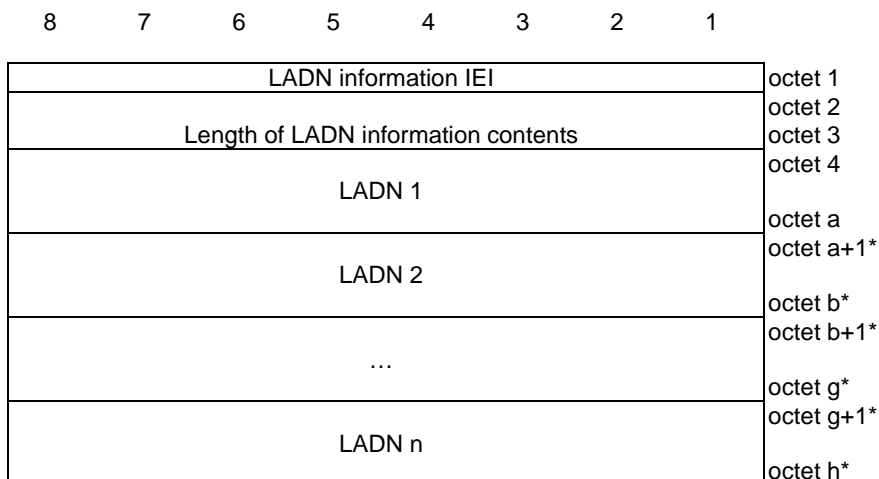 8 7 6 5 4 3 2 1
LADN information IEI octet 1
octet 2
Length of LADN information contents octet 3
octet 4
LADN 1
octet a
octet a+1*
LADN 2
octet b*
octet b+1*
…
octet g*
octet g+1*
LADN n
octet h*